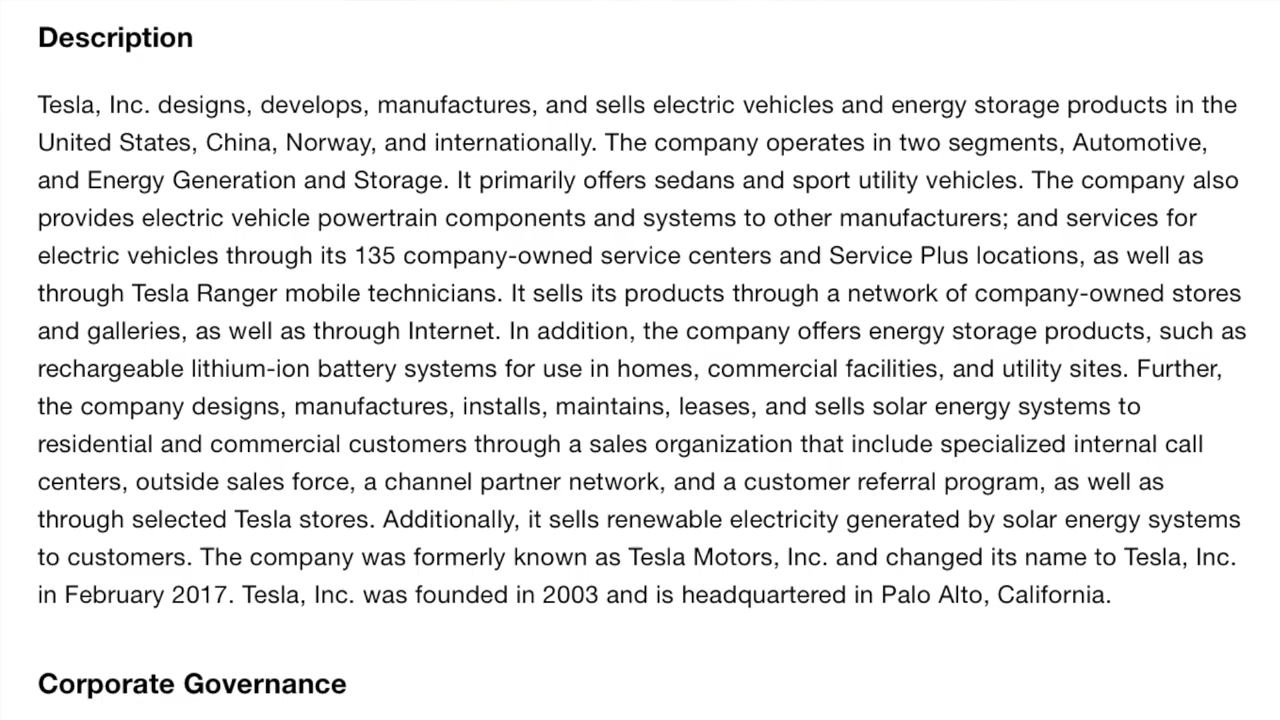 Description
Tesla, Inc. designs, develops, manufactures, and sells electric vehicles and energy storage products in the
United States, China, Norway, and internationally. The company operates in two segments, Automotive,
and Energy Generation and Storage. It primarily offers sedans and sport utility vehicles. The company also
provides electric vehicle powertrain components and systems to other manufacturers; and services for
electric vehicles through its 135 company-owned service centers and Service Plus locations, as well as
through Tesla Ranger mobile technicians. It sells its products through a network of company-owned stores
and galleries, as well as through Internet. In addition, the company offers energy storage products, such as
rechargeable lithium-ion battery systems for use in homes, commercial facilities, and utility sites. Further,
the company designs, manufactures, installs, maintains, leases, and sells solar energy systems to
residential and commercial customers through a sales organization that include specialized internal call
centers, outside sales force, a channel partner network, and a customer referral program, as well as
through selected Tesla stores. Additionally, it sells renewable electricity generated by solar energy systems
to customers. The company was formerly known as Tesla Motors, Inc. and changed its name to Tesla, Inc.
in February 2017. Tesla, Inc. was founded in 2003 and is headquartered in Palo Alto, California.
Corporate Governance